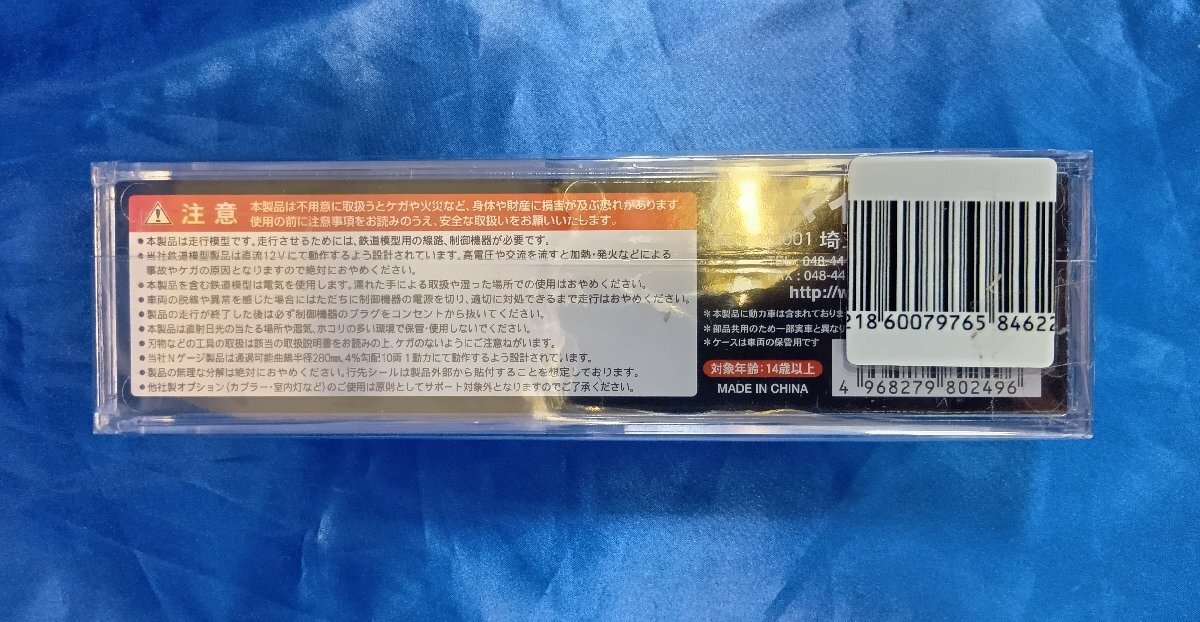 注意
本製品は不用意に取扱うとケガや火災など、身体や財産に損害が及ぶ恐れがあります。
使用の前に注意事項をお読みのうえ、安全な取扱いをお願いいたします。
●本製品は走行模型です。走行させるためには、鉄道模型用の線路、制御機器が必要です。
●当社鉄道模型製品は直流12Vにて動作するよう設計されています。高電圧や交流を流すと加熱・発火などによる
事故やケガの原因となりますので絶対におやめください。
●本製品を含む鉄道模型は電気を使用します。濡れた手による取扱や湿った場所での使用はおやめください。
●車両の脱線や異常を感じた場合にはただちに制御機器の電源を切り、適切に対処できるまで走行はおやめください。
●製品の走行が終了した後は必ず制御機器のプラグをコンセントから抜いてください。
●本製品は直射日光の当たる場所や湿気、ホコリの多い環境で保管・使用しないでください。
●刃物などの工具の取扱は該当の取扱説明書をお読みの上、ケガのないようにご注意ねがいます。
●当社Nゲージ製品は通過可能曲線半径280mm、4%勾配10両1動力にて動作するよう設計されています。
●製品の無理な分解は絶対におやめください。行先シールは製品外部から貼付することを想定しております。
●他社製オプション(カプラー・室内灯など)のご使用は原則としてサポート対象外となりますのでご了承ください。
マイ
001 埼
TEL：048-44
FAX：048-44
http://w
＊本製品に動力車は含まれており
＊部品共用のため一部実車と異な
＊ケースは車両の保管用です
対象年齢：14歳以上
MADE IN CHINA
218 60079765 84622
4 968279 802496